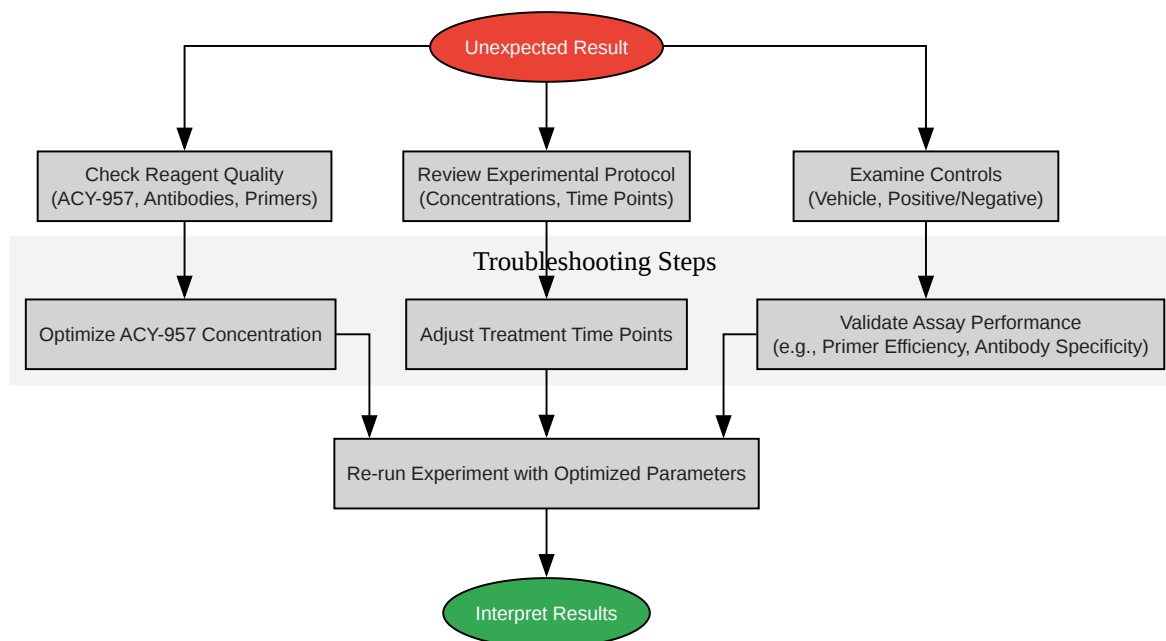 Unexpected Result
Check Reagent Quality
(ACY-957, Antibodies, Primers)
Review Experimental Protocol
(Concentrations, Time Points)
Examine Controls
(Vehicle, Positive/Negative)
Troubleshooting Steps
Optimize ACY-957 Concentration
Adjust Treatment Time Points
Validate Assay Performance
(e.g., Primer Efficiency, Antibody Specificity)
Re-run Experiment with Optimized Parameters
Interpret Results